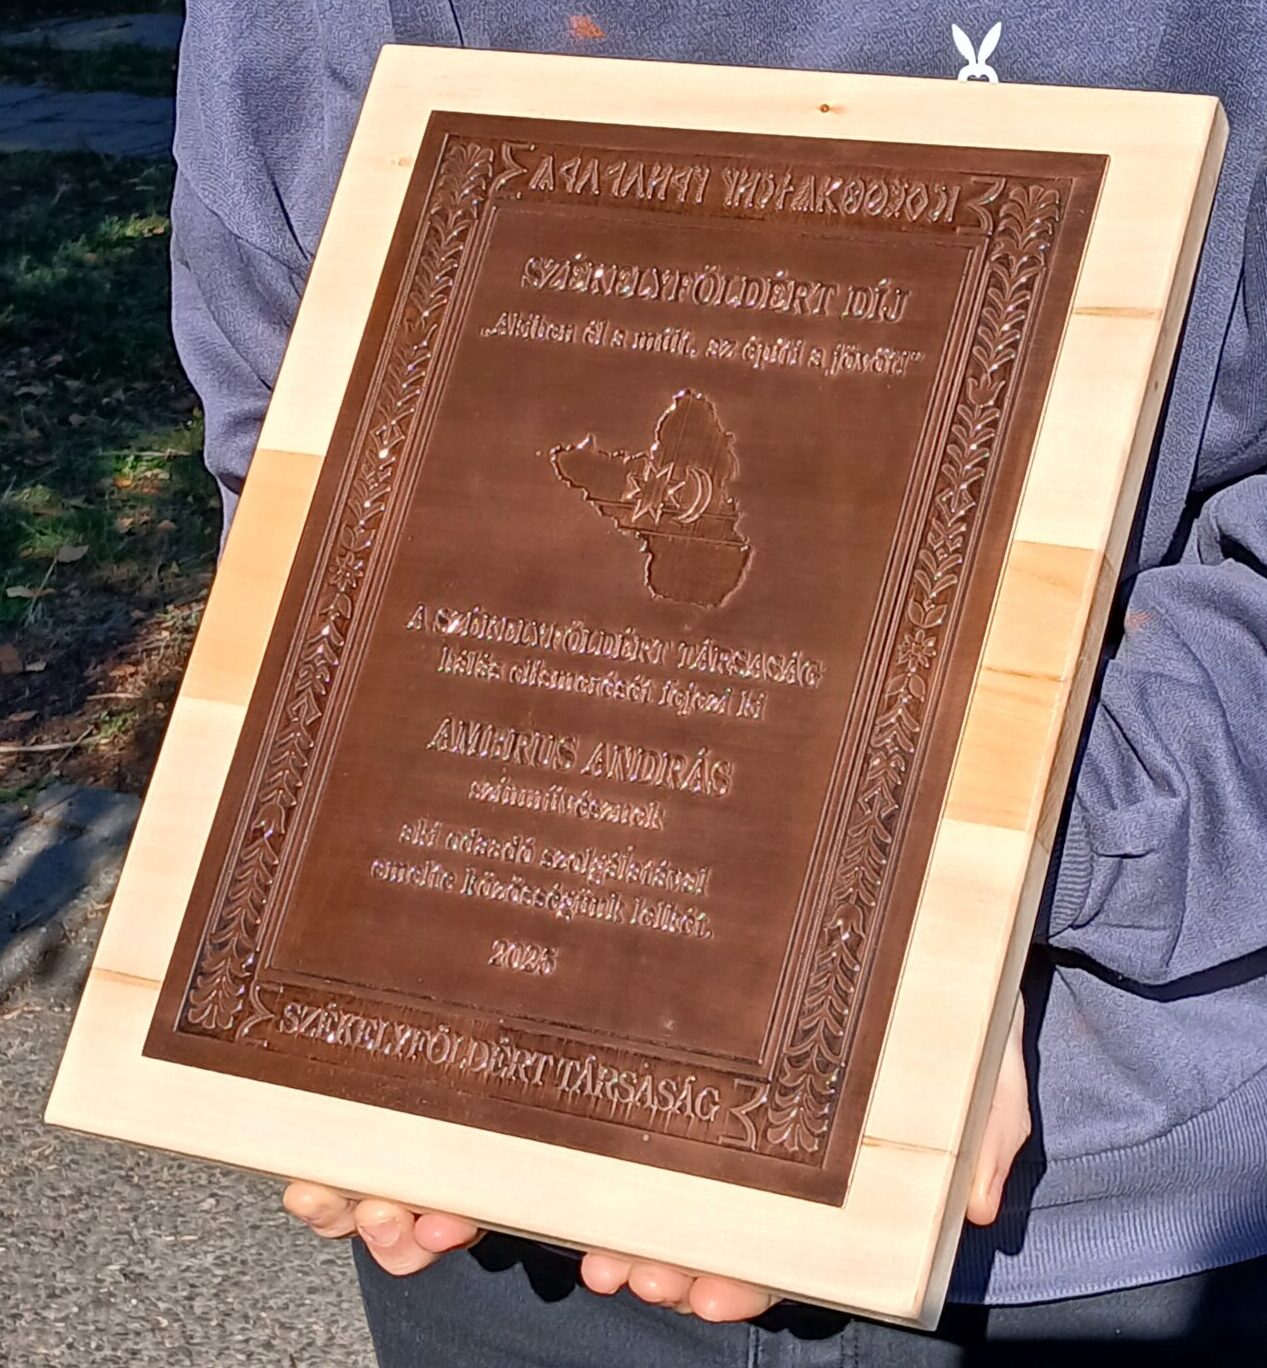 SZÉKELYFÖLDÉRT DÍJ
„Akiben él a múlt, az építi a jövőt!”
A SZÉKELYFÖLDÉRT TÁRSASÁG
hálás elismerését fejezi ki
AMBRUS ANDRÁS
színművésznek
aki odaadó szolgálatával
emelte közösségünk lelkét.
2025
SZÉKELYFÖLDÉRT TÁRSASÁG